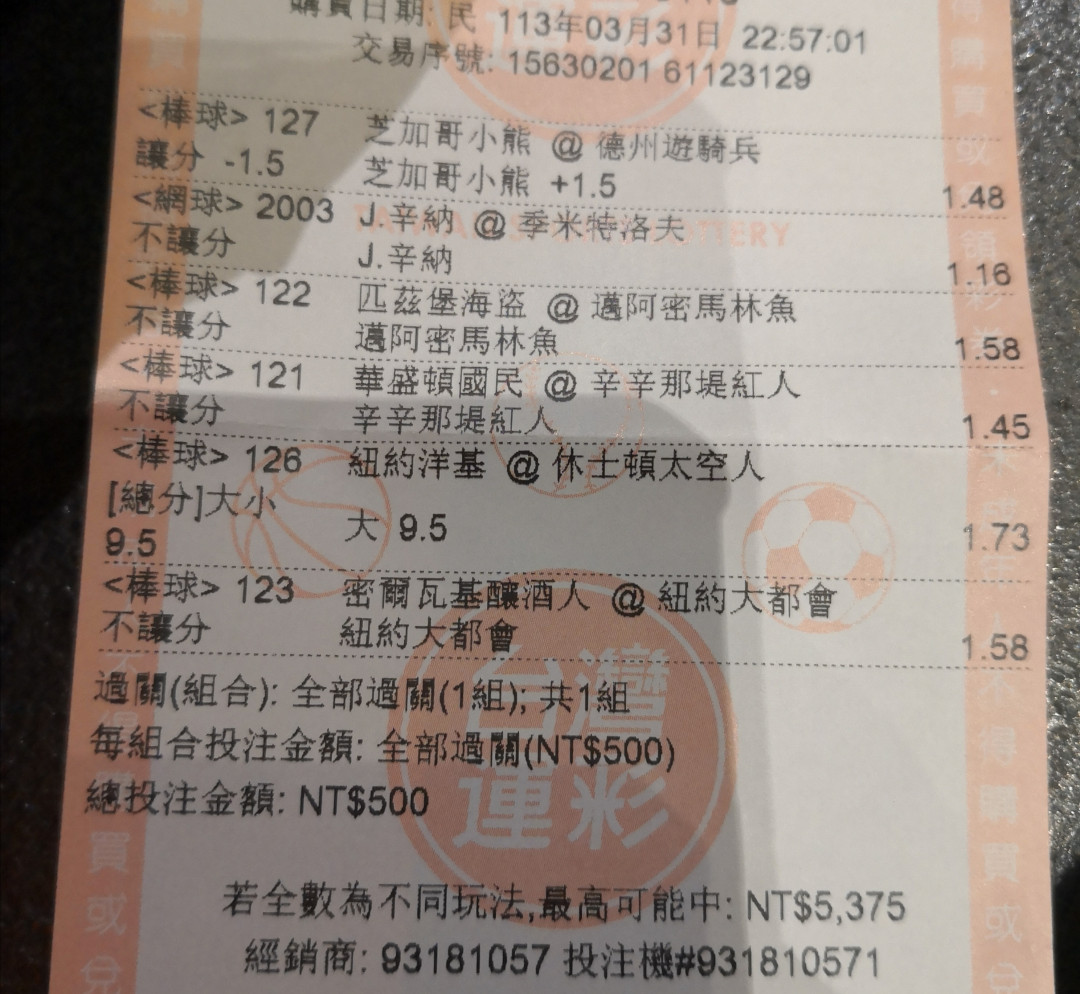 購買日期: 民 113年03月31日 22:57:01
交易序號: 15630201 61123129
<棒球> 127 芝加哥小熊 @ 德州遊騎兵
讓分 -1.5 芝加哥小熊 +1.5 1.48
<網球> 2003 J.辛納 @ 季米特洛夫
不讓分 J.辛納 1.16
<棒球> 122 匹茲堡海盜 @ 邁阿密馬林魚
不讓分 邁阿密馬林魚 1.58
<棒球> 121 華盛頓國民 @ 辛辛那堤紅人
不讓分 辛辛那堤紅人 1.45
<棒球> 126 紐約洋基 @ 休士頓太空人
[總分]大小 大 9.5 1.73
9.5
<棒球> 123 密爾瓦基釀酒人 @ 紐約大都會
不讓分 紐約大都會 1.58
過關(組合): 全部過關(1組); 共1組
每組合投注金額: 全部過關(NT$500)
總投注金額: NT$500
台灣
運彩
若全數為不同玩法,最高可能中: NT$5,375
經銷商: 93181057 投注機#931810571